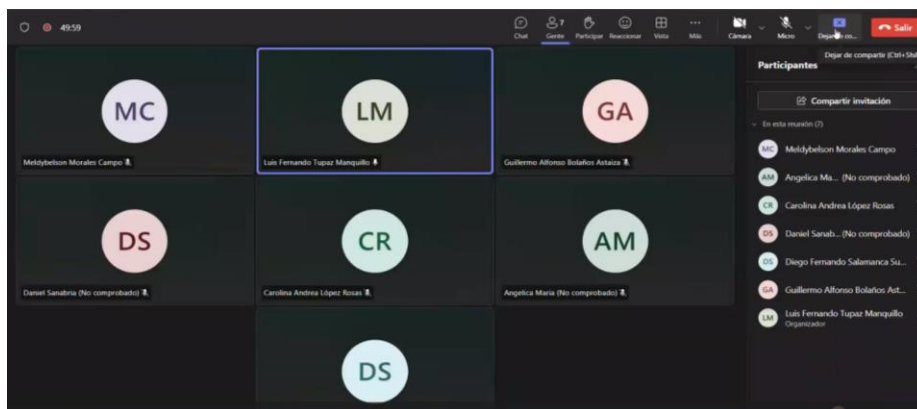 49:59
Chat
7
Gente
Participar
Reaccionar
Vista
Más
Cámara
Micro
Dejar de co...
Salir
Dejar de compartir (Ctrl+Shi
Participantes
Compartir invitación
En esta reunión (7)
MC Meldybelson Morales Campo
AM Angelica Ma... (No comprobado)
CR Carolina Andrea López Rosas
DS Daniel Sanab... (No comprobado)
DS Diego Fernando Salamanca Su...
GA Guillermo Alfonso Bolaños Ast...
LM Luis Fernando Tupaz Manquillo
Organizador
MC
Meldybelson Morales Campo
LM
Luis Fernando Tupaz Manquillo
GA
Guillermo Alfonso Bolaños Astaiza
DS
Daniel Sanabria (No comprobado)
CR
Carolina Andrea López Rosas
AM
Angelica Maria (No comprobado)
DS